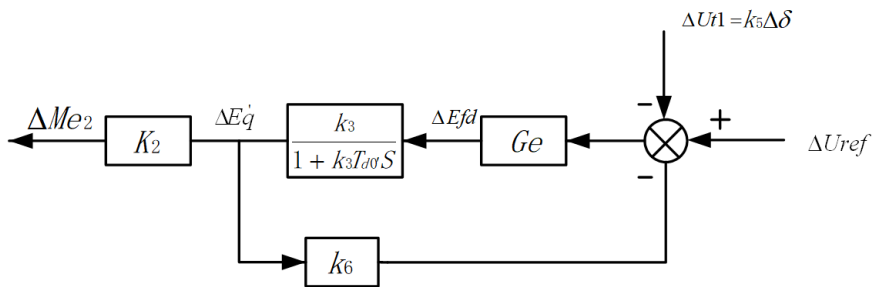 ΔUt1=k5Δδ
−
+
ΔMe2
K2
ΔE'q
k3
1 + k3Td0'S
ΔEfd
Ge
ΔUref
−
k6